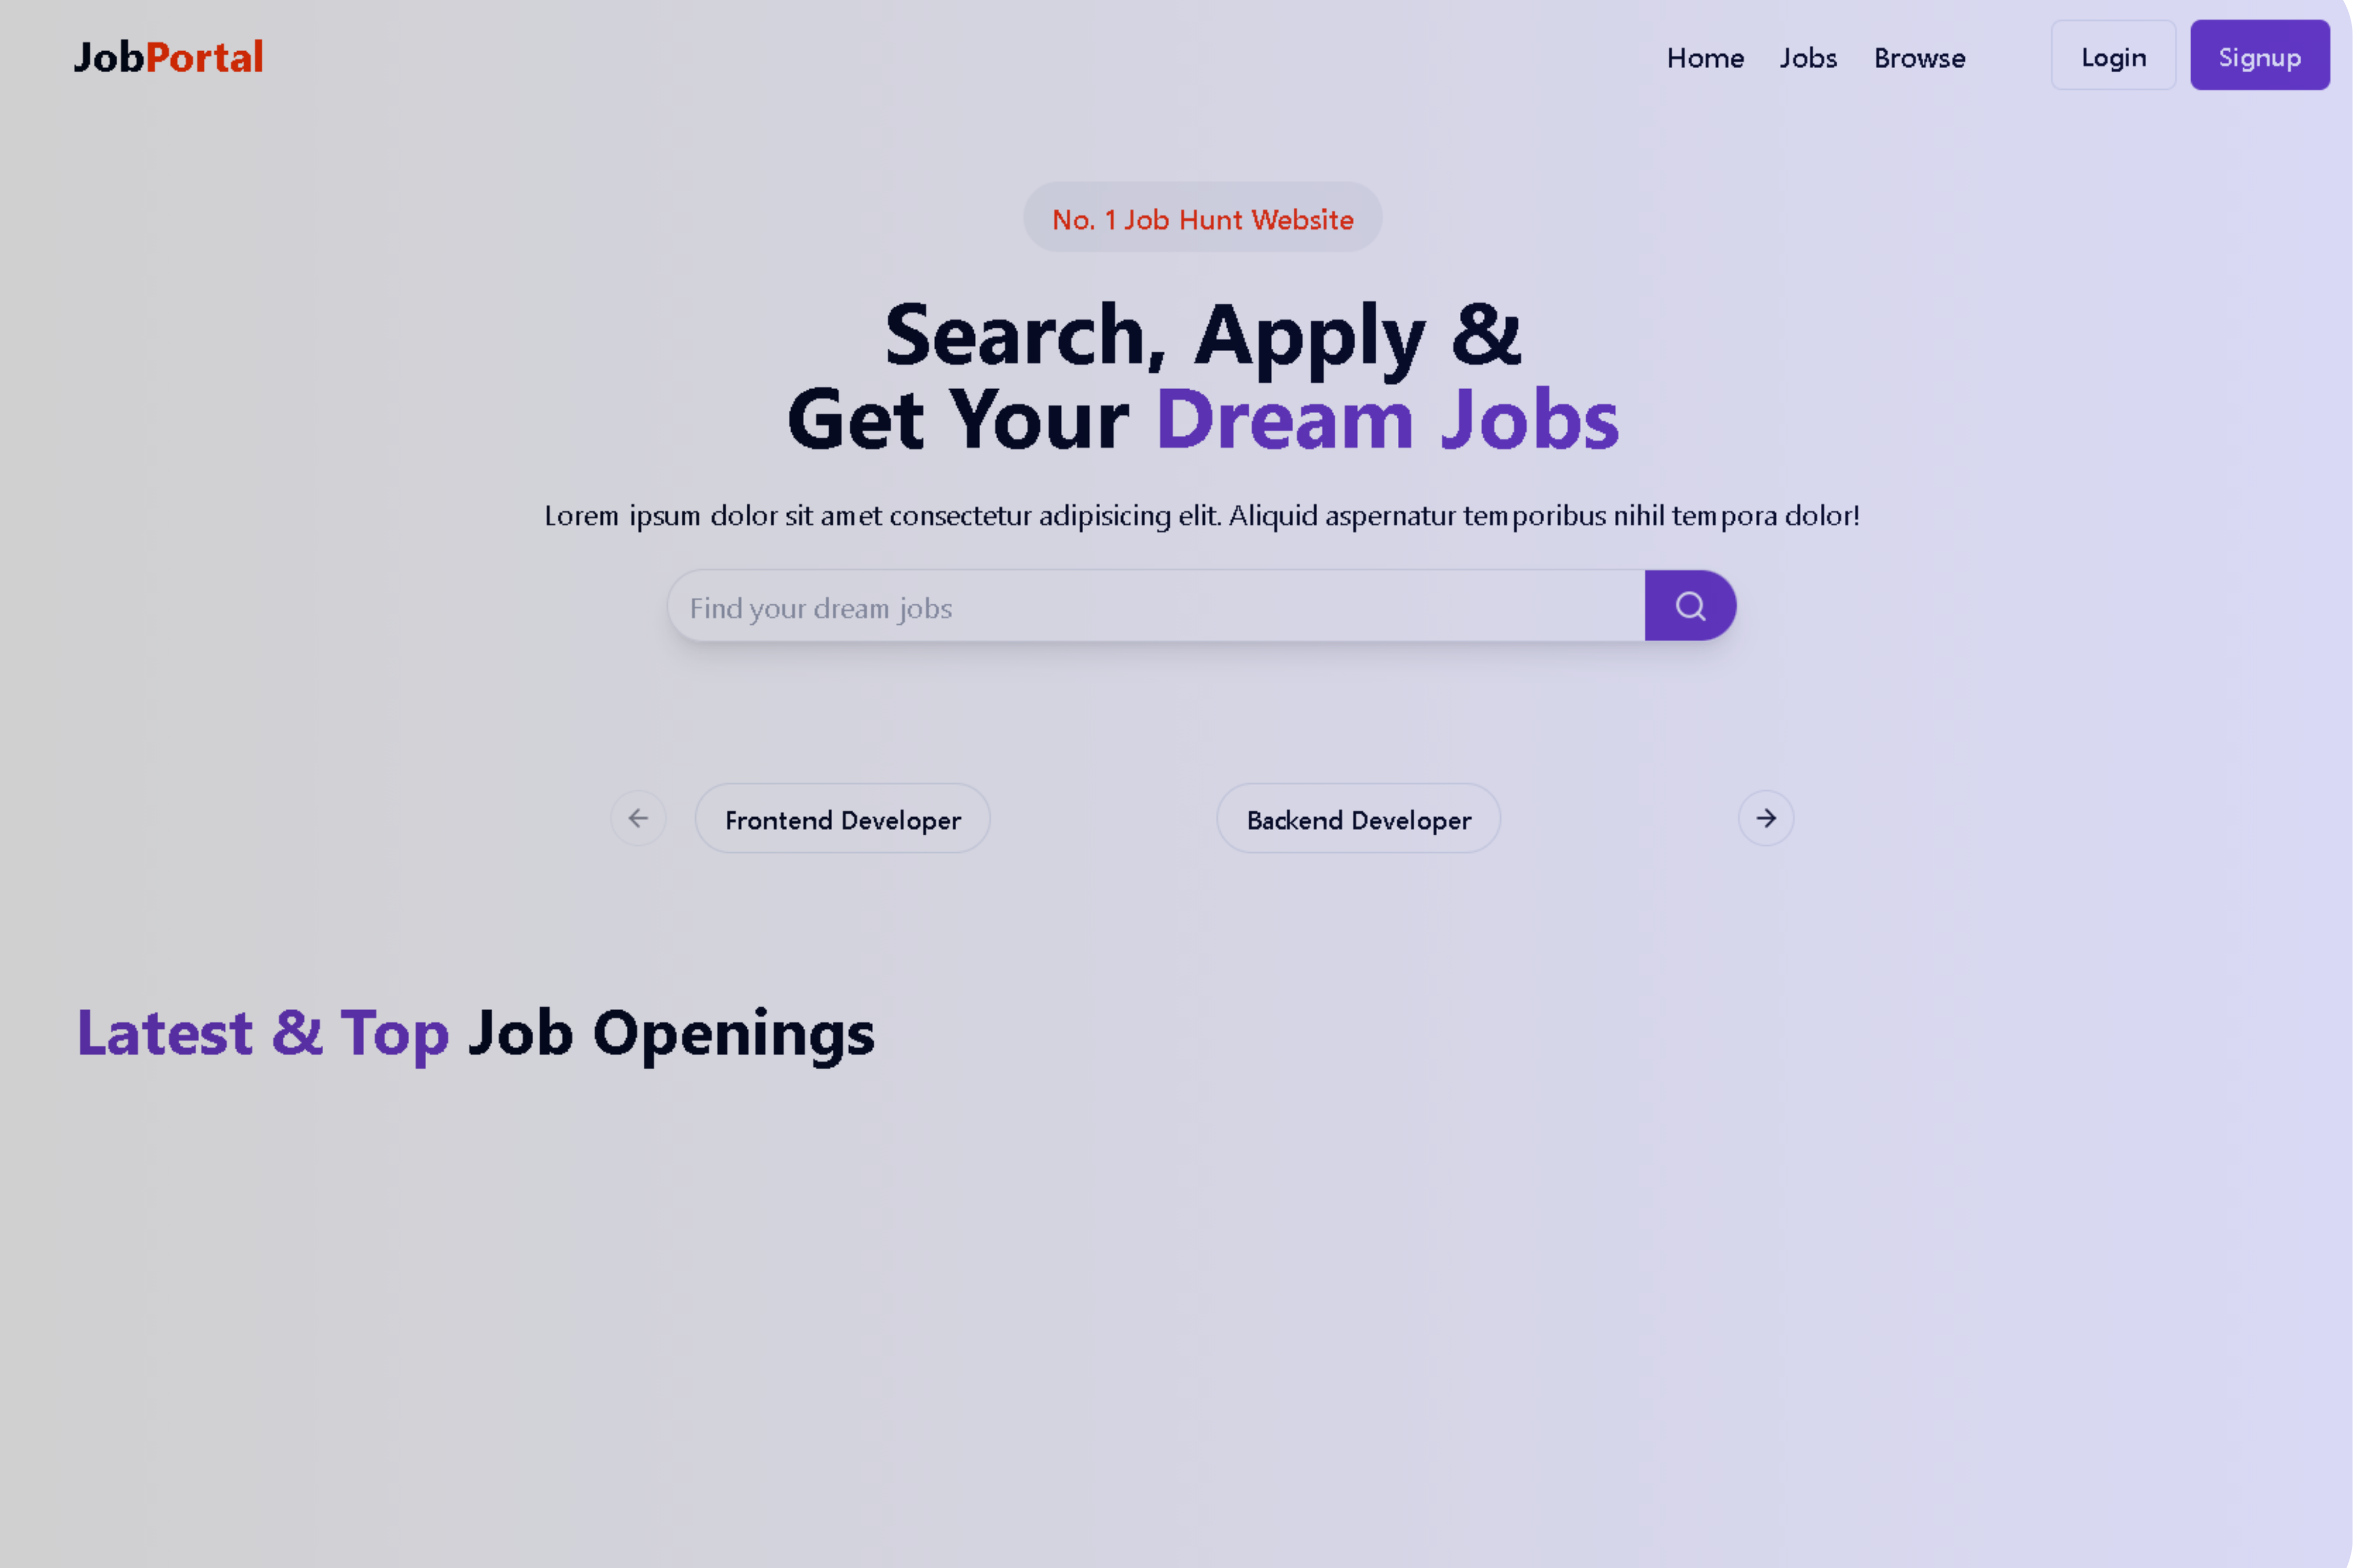 JobPortal
Home Jobs Browse Login Signup
No. 1 Job Hunt Website
Search, Apply &
Get Your Dream Jobs
Lorem ipsum dolor sit amet consectetur adipisicing elit. Aliquid aspernatur temporibus nihil tempora dolor!
Find your dream jobs
Frontend Developer Backend Developer
Latest & Top Job Openings